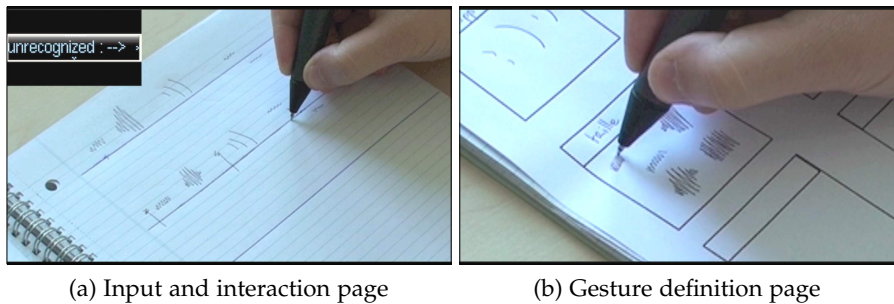 unrecognized : -->
taille
(a) Input and interaction page
(b) Gesture definition page